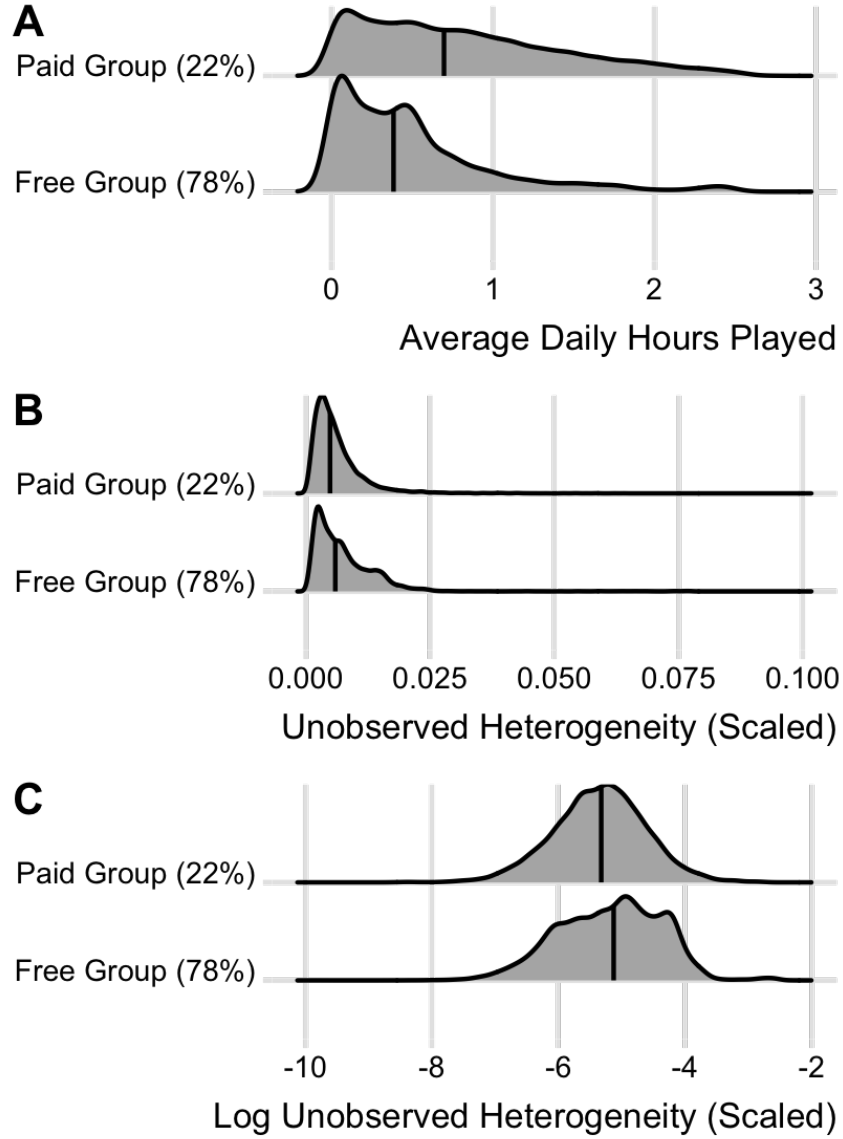 A
Paid Group (22%)
Free Group (78%)
0 1 2 3
Average Daily Hours Played
B
Paid Group (22%)
Free Group (78%)
0.000 0.025 0.050 0.075 0.100
Unobserved Heterogeneity (Scaled)
C
Paid Group (22%)
Free Group (78%)
-10 -8 -6 -4 -2
Log Unobserved Heterogeneity (Scaled)